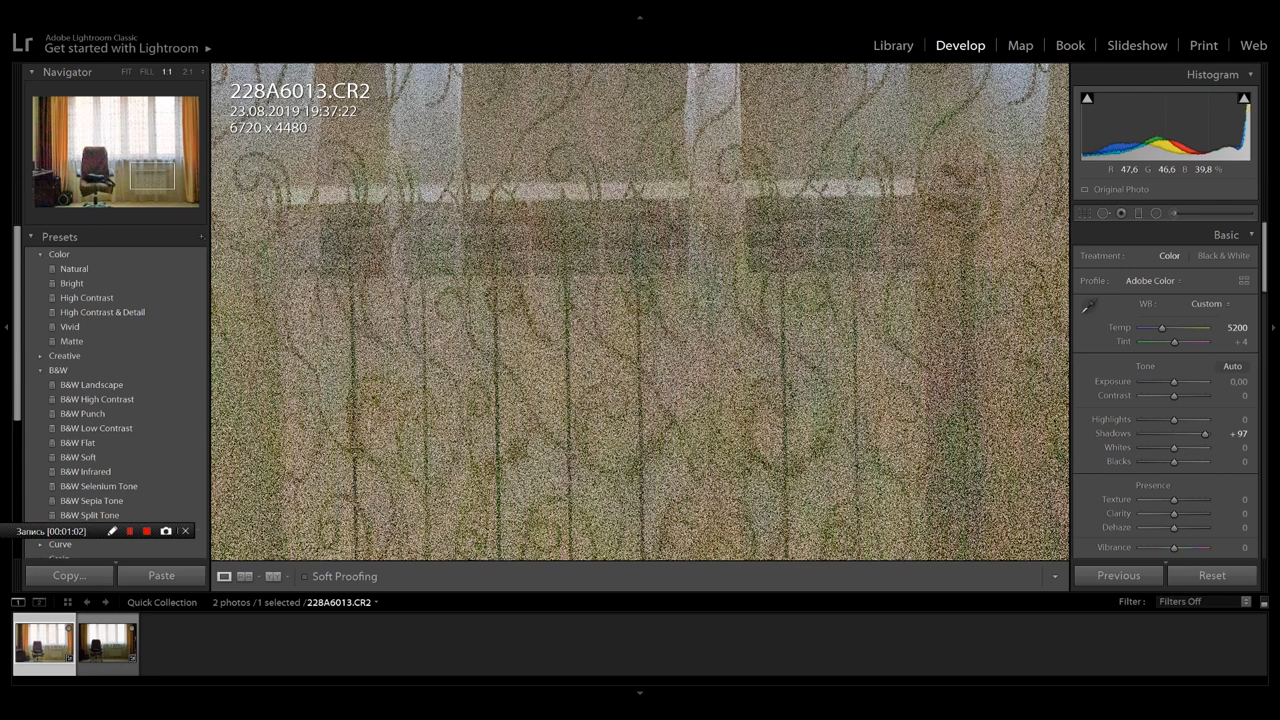 Adobe Lightroom Classic
Get started with Lightroom
Library Develop Map Book Slideshow Print Web
Navigator FIT FILL 1:1 2:1
228A6013.CR2
23.08.2019 19:37:22
6720 x 4480
Histogram
R 47,6 G 46,6 B 39,8 %
Original Photo
Presets
Color
Natural
Bright
High Contrast
High Contrast & Detail
Vivid
Matte
Creative
B&W
B&W Landscape
B&W High Contrast
B&W Punch
B&W Low Contrast
B&W Flat
B&W Soft
B&W Infrared
B&W Selenium Tone
B&W Sepia Tone
B&W Split Tone
Запись [00:01:02]
Curve
Basic
Treatment : Color Black & White
Profile : Adobe Color
WB : Custom
Temp 5200
Tint + 4
Tone Auto
Exposure 0,00
Contrast 0
Highlights 0
Shadows + 97
Whites 0
Blacks 0
Presence
Texture 0
Clarity 0
Dehaze 0
Vibrance 0
Copy... Paste
Soft Proofing
Previous Reset
1 2 Quick Collection 2 photos /1 selected /228A6013.CR2
Filter : Filters Off